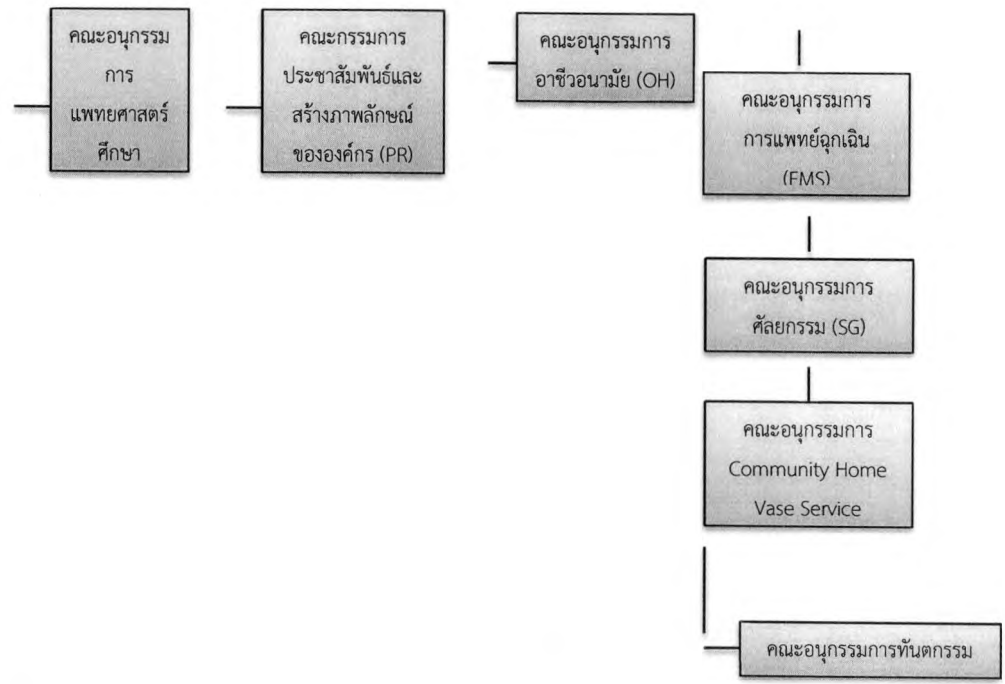 คณะอนุกรรม
การ
แพทยศาสตร์
ศึกษา
คณะกรรมการ
ประชาสัมพันธ์และ
สร้างภาพลักษณ์
ขององค์กร (PR)
คณะอนุกรรมการ
อาชีวอนามัย (OH)
คณะอนุกรรมการ
การแพทย์ฉุกเฉิน
(EMS)
คณะอนุกรรมการ
ศัลยกรรม (SG)
คณะอนุกรรมการ
Community Home
Vase Service
คณะอนุกรรมการทันตกรรม